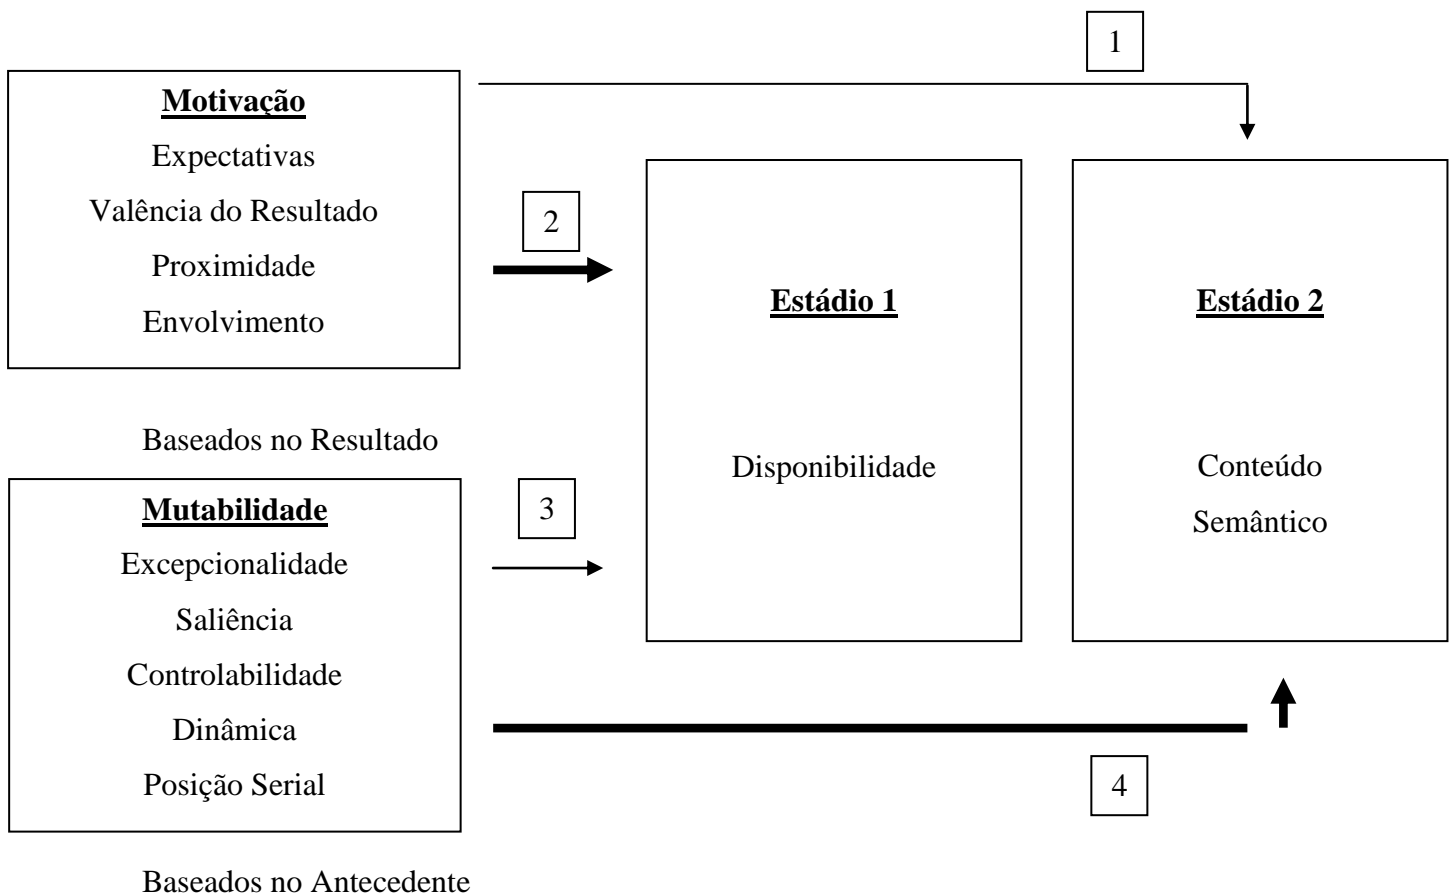 1
Motivação
Expectativas
Valência do Resultado
Proximidade
Envolvimento
2
Estádio 1
Disponibilidade
Estádio 2
Conteúdo
Semântico
Baseados no Resultado
Mutabilidade
Excepcionalidade
Saliência
Controlabilidade
Dinâmica
Posição Serial
3
4
Baseados no Antecedente